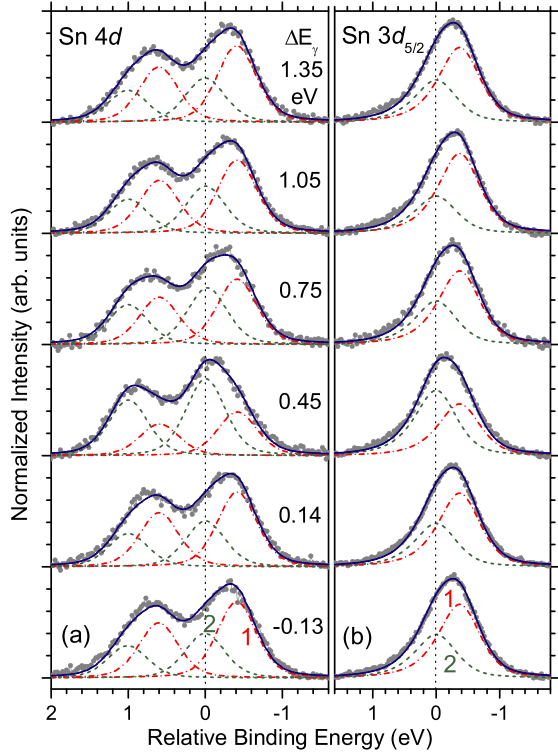 Sn 4d
ΔEγ
1.35
eV
Sn 3d5/2
1.05
0.75
0.45
0.14
-0.13
(a)
2
1
(b)
1
2
2 1 0 -1
1 0 -1
Relative Binding Energy (eV)
Normalized Intensity (arb. units)